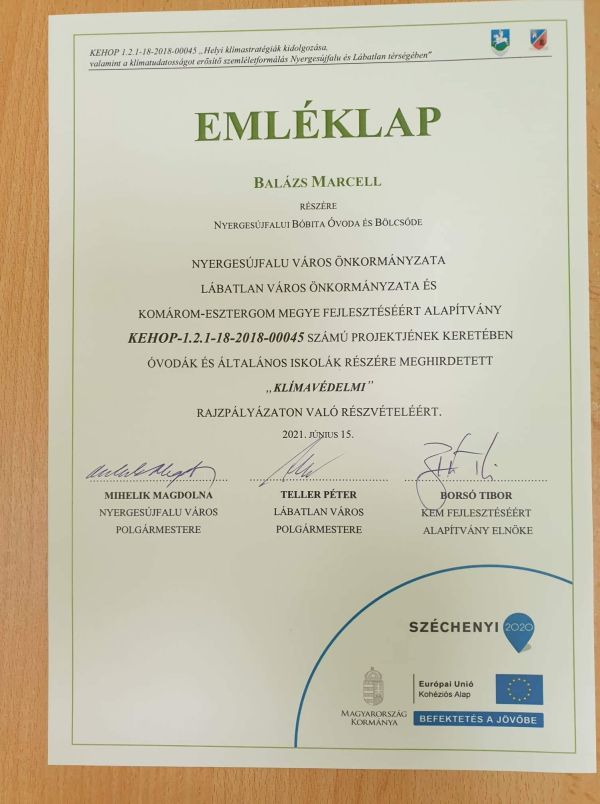 KEHOP 1.2.1-18-2018-00045 „Helyi klímastratégiák kidolgozása,
valamint a klímatudatosságot erősítő szemléletformálás Nyergesújfalu és Lábatlan térségében"
EMLÉKLAP
BALÁZS MARCELL
RÉSZÉRE
NYERGESÚJFALUI BÓBITA ÓVODA ÉS BÖLCSŐDE
NYERGESÚJFALU VÁROS ÖNKORMÁNYZATA
LÁBATLAN VÁROS ÖNKORMÁNYZATA ÉS
KOMÁROM-ESZTERGOM MEGYE FEJLESZTÉSÉÉRT ALAPÍTVÁNY
KEHOP-1.2.1-18-2018-00045 SZÁMÚ PROJEKTJÉNEK KERETÉBEN
ÓVODÁK ÉS ÁLTALÁNOS ISKOLÁK RÉSZÉRE MEGHIRDETETT
„KLÍMAVÉDELMI"
RAJZPÁLYÁZATON VALÓ RÉSZVÉTELÉÉRT.
2021. JÚNIUS 15.
MIHELIK MAGDOLNA
NYERGESÚJFALU VÁROS
POLGÁRMESTERE
TELLER PÉTER
LÁBATLAN VÁROS
POLGÁRMESTERE
BORSÓ TIBOR
KEM FEJLESZTÉSÉÉRT
ALAPÍTVÁNY ELNÖKE
SZÉCHENYI 2020
MAGYARORSZÁG
KORMÁNYA
Európai Unió
Kohéziós Alap
BEFEKTETÉS A JÖVŐBE